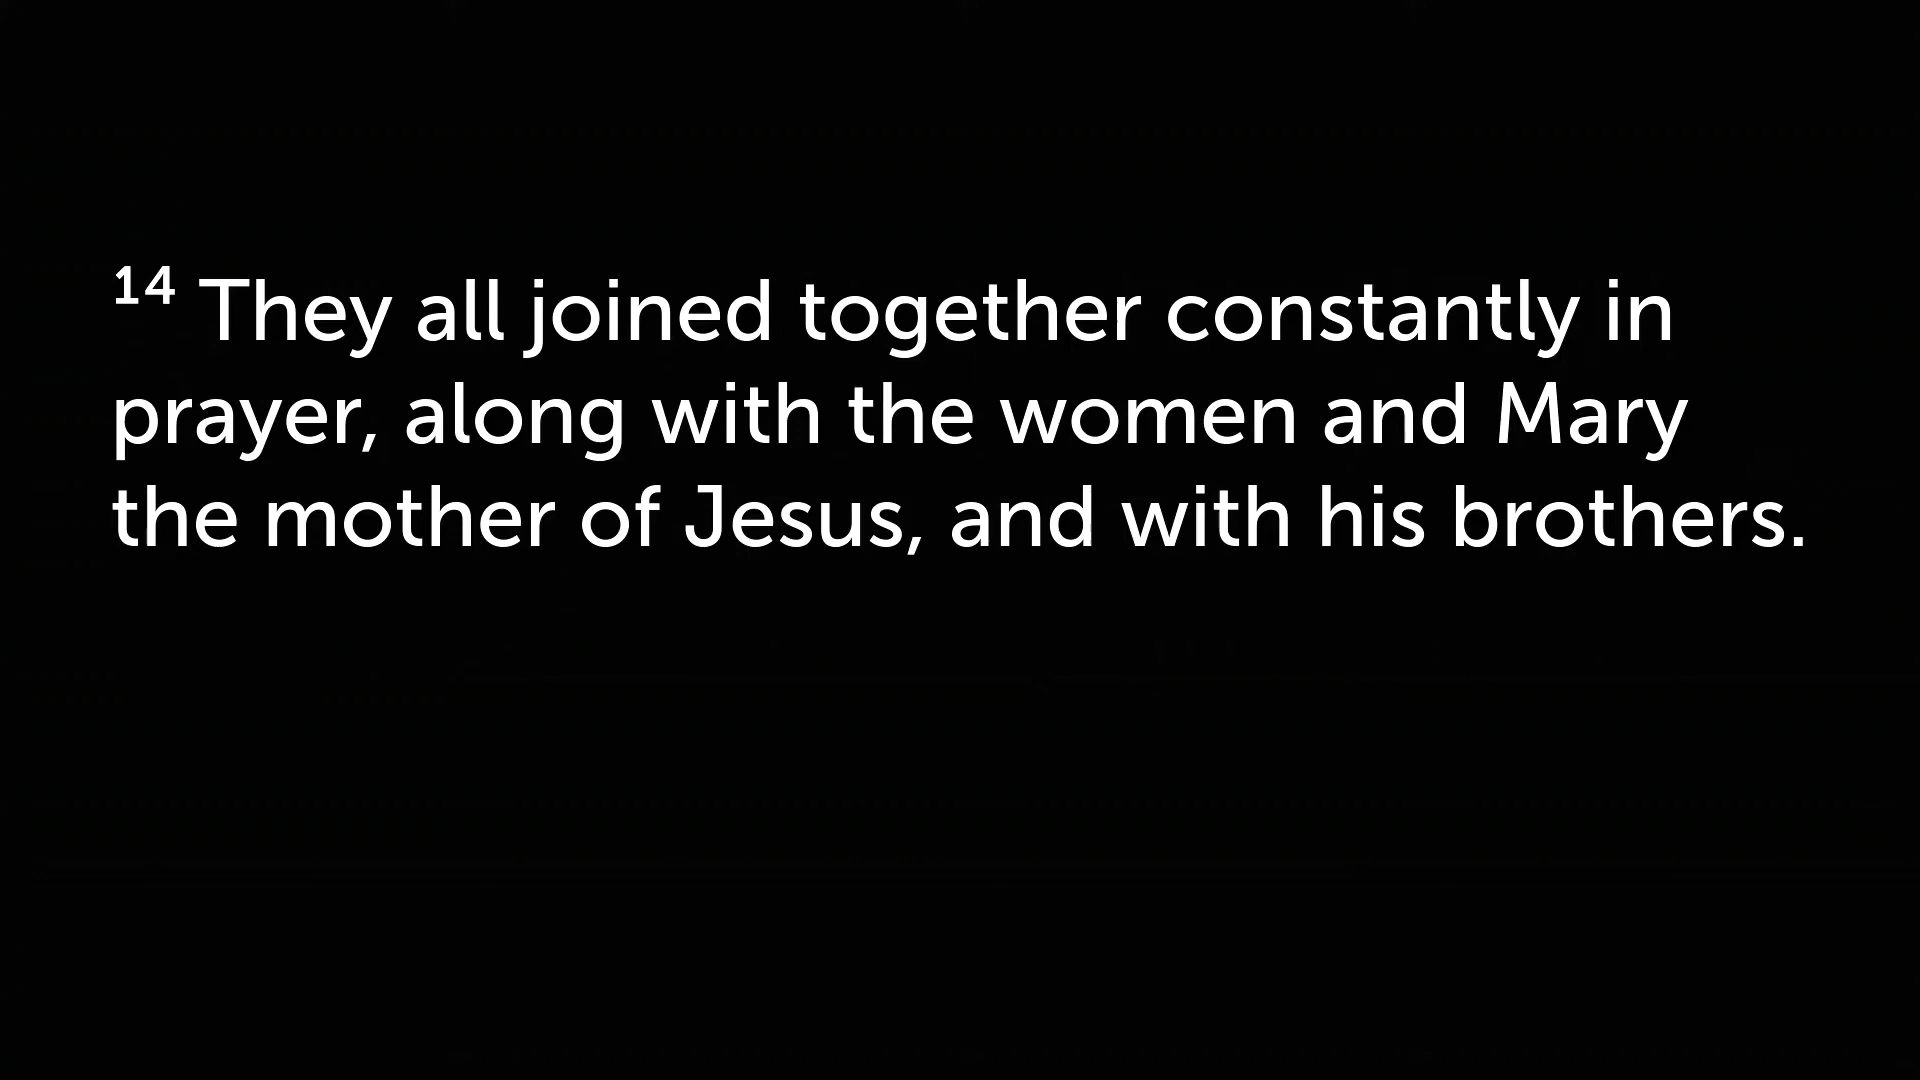 14 They all joined together constantly in
prayer, along with the women and Mary
the mother of Jesus, and with his brothers.